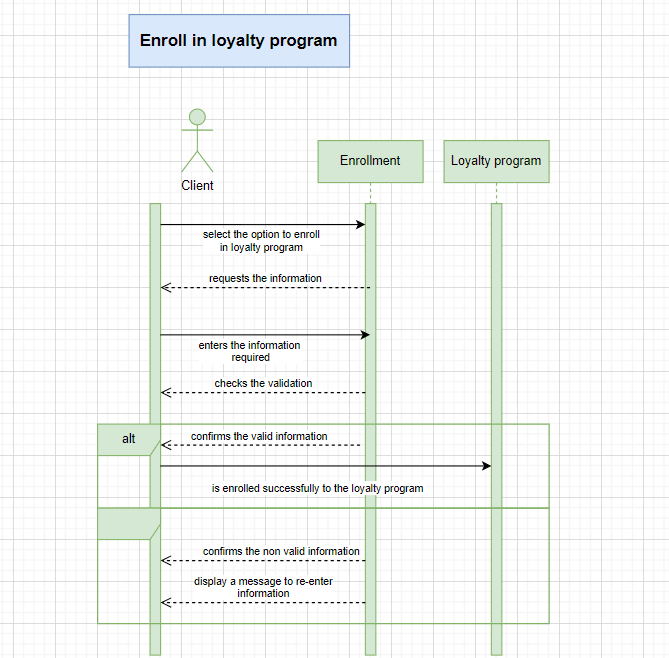 Enroll in loyalty program
Client
Enrollment
Loyalty program
select the option to enroll
in loyalty program
requests the information
enters the information
required
checks the validation
alt
confirms the valid information
is enrolled successfully to the loyalty program
confirms the non valid information
display a message to re-enter
information